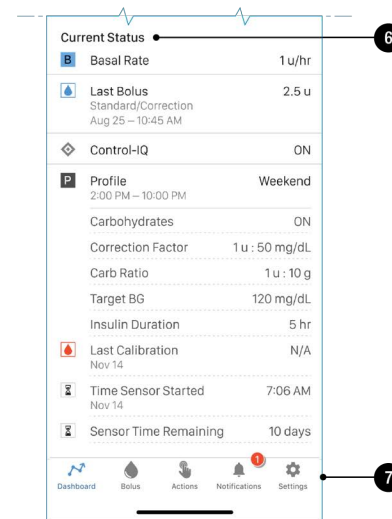 Current Status
6
B Basal Rate 1 u/hr
Last Bolus 2.5 u
Standard/Correction
Aug 25 – 10:45 AM
Control-IQ ON
P Profile Weekend
2:00 PM – 10:00 PM
Carbohydrates ON
Correction Factor 1 u : 50 mg/dL
Carb Ratio 1 u : 10 g
Target BG 120 mg/dL
Insulin Duration 5 hr
Last Calibration N/A
Nov 14
Time Sensor Started 7:06 AM
Nov 14
Sensor Time Remaining 10 days
1
7
Dashboard Bolus Actions Notifications Settings